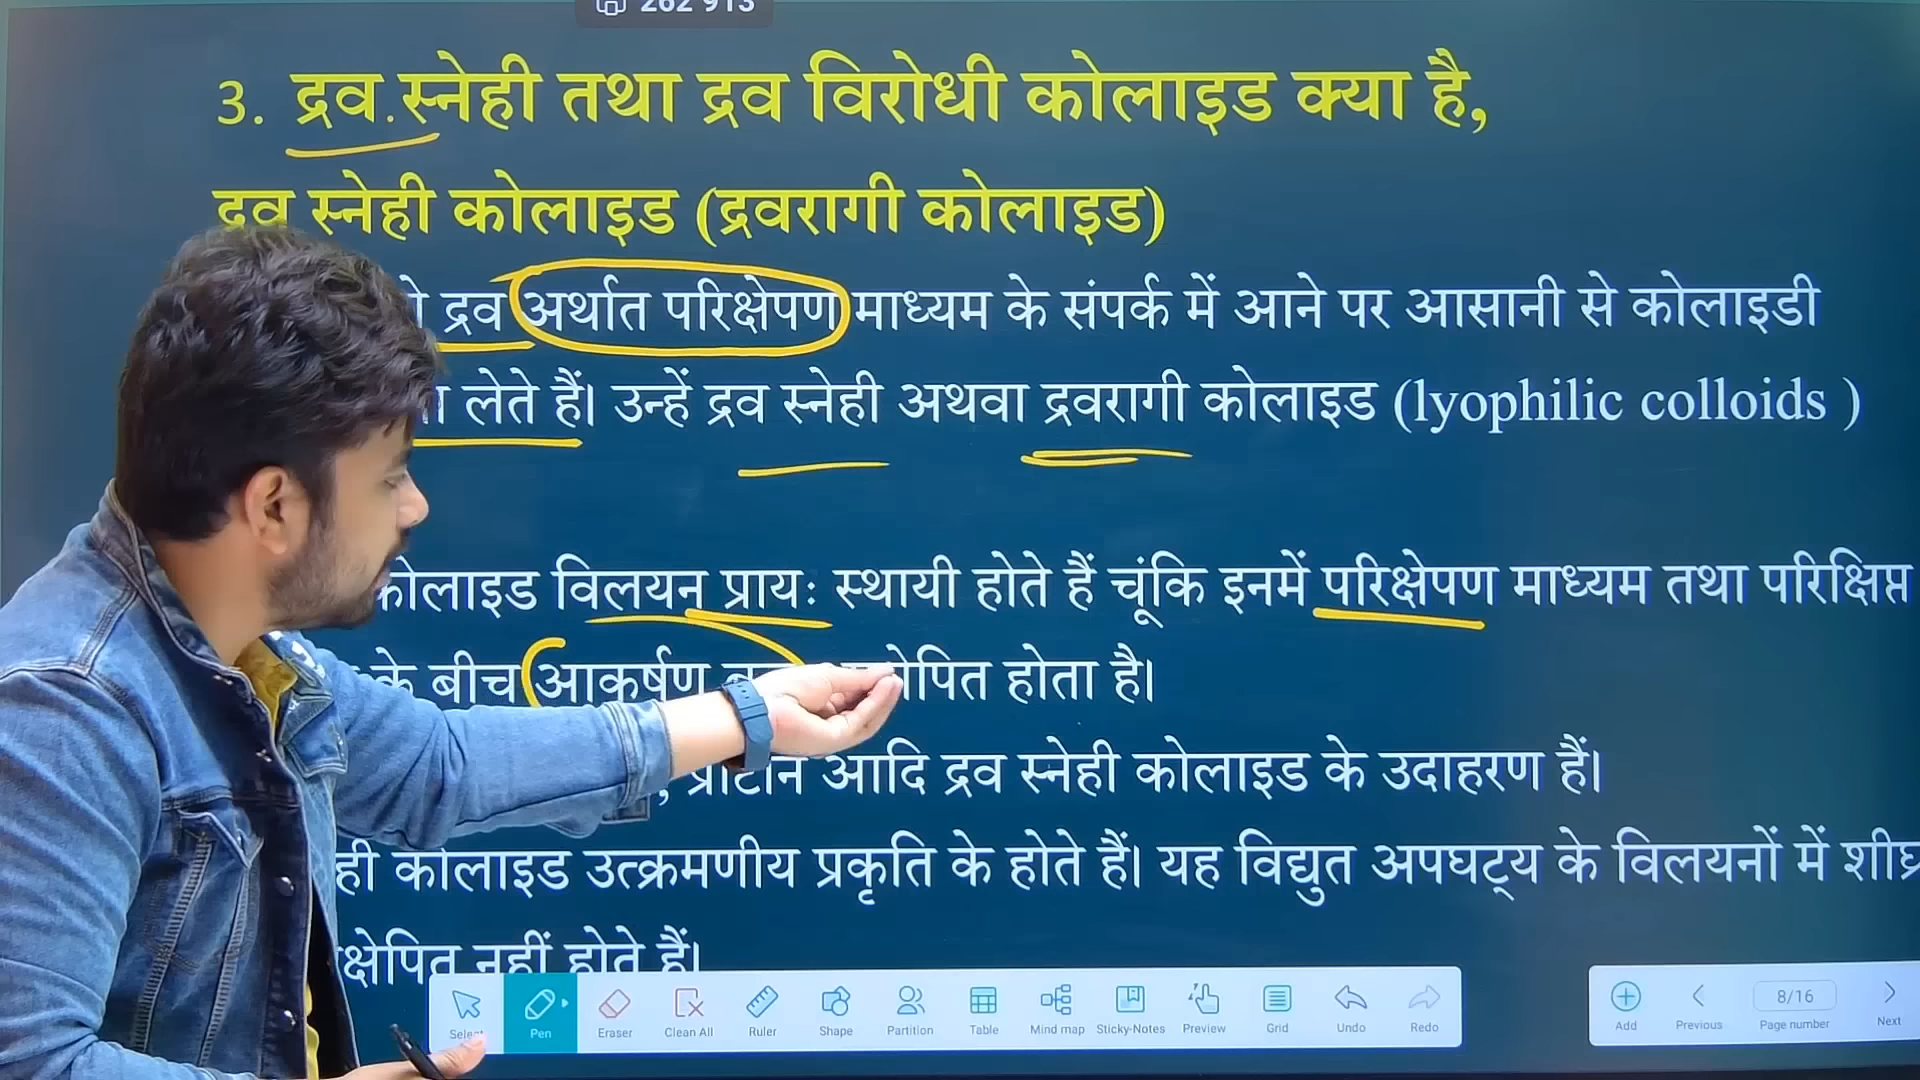 262 913
3. द्रव.स्नेही तथा द्रव विरोधी कोलाइड क्या है,
द्रव स्नेही कोलाइड (द्रवरागी कोलाइड)
द्रव अर्थात परिक्षेपण माध्यम के संपर्क में आने पर आसानी से कोलाइडी
लेते हैं। उन्हें द्रव स्नेही अथवा द्रवरागी कोलाइड (lyophilic colloids )
कोलाइड विलयन प्रायः स्थायी होते हैं चूंकि इनमें परिक्षेपण माध्यम तथा परिक्षिप्त
के बीच आकर्षण होता है।
, प्रोटीन आदि द्रव स्नेही कोलाइड के उदाहरण हैं।
ही कोलाइड उत्क्रमणीय प्रकृति के होते हैं। यह विद्युत अपघट्य के विलयनों में शीघ्र
नहीं होते हैं।
Select Pen Eraser Clean All Ruler Shape Partition Table Mind map Sticky-Notes Preview Grid Undo Redo
Add Previous 8/16 Page number Next